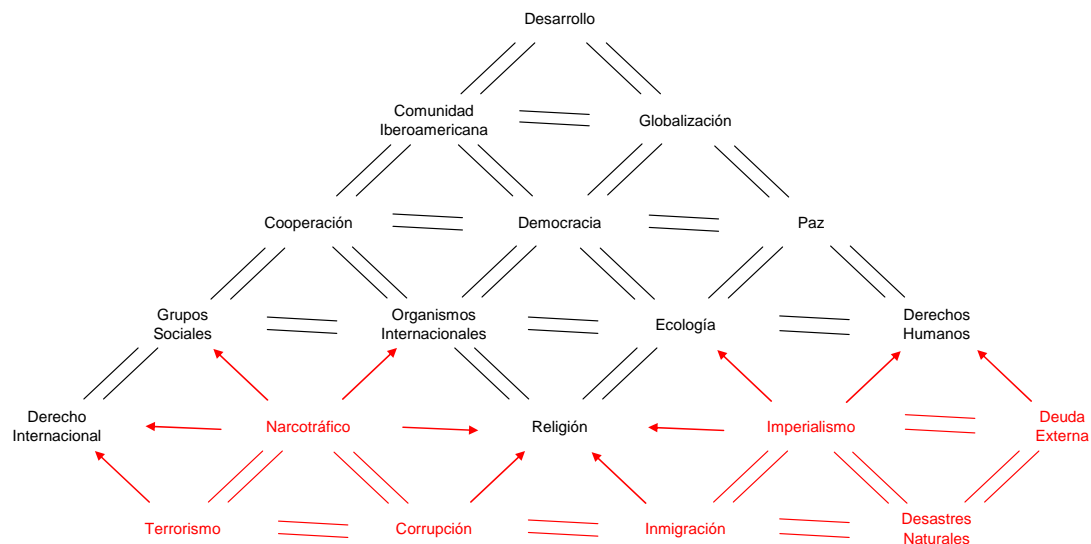 Desarrollo
Comunidad
Iberoamericana
Globalización
Cooperación
Democracia
Paz
Grupos
Sociales
Organismos
Internacionales
Ecología
Derechos
Humanos
Derecho
Internacional
Narcotráfico
Religión
Imperialismo
Deuda
Externa
Terrorismo
Corrupción
Inmigración
Desastres
Naturales